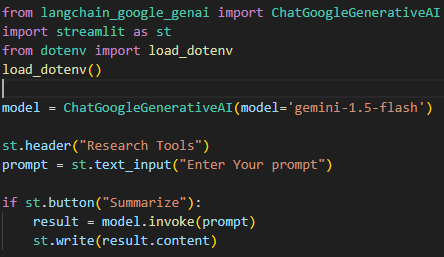 from langchain_google_genai import ChatGoogleGenerativeAI
import streamlit as st
from dotenv import load_dotenv
load_dotenv()

model = ChatGoogleGenerativeAI(model='gemini-1.5-flash')

st.header("Research Tools")
prompt = st.text_input("Enter Your prompt")

if st.button("Summarize"):
    result = model.invoke(prompt)
    st.write(result.content)